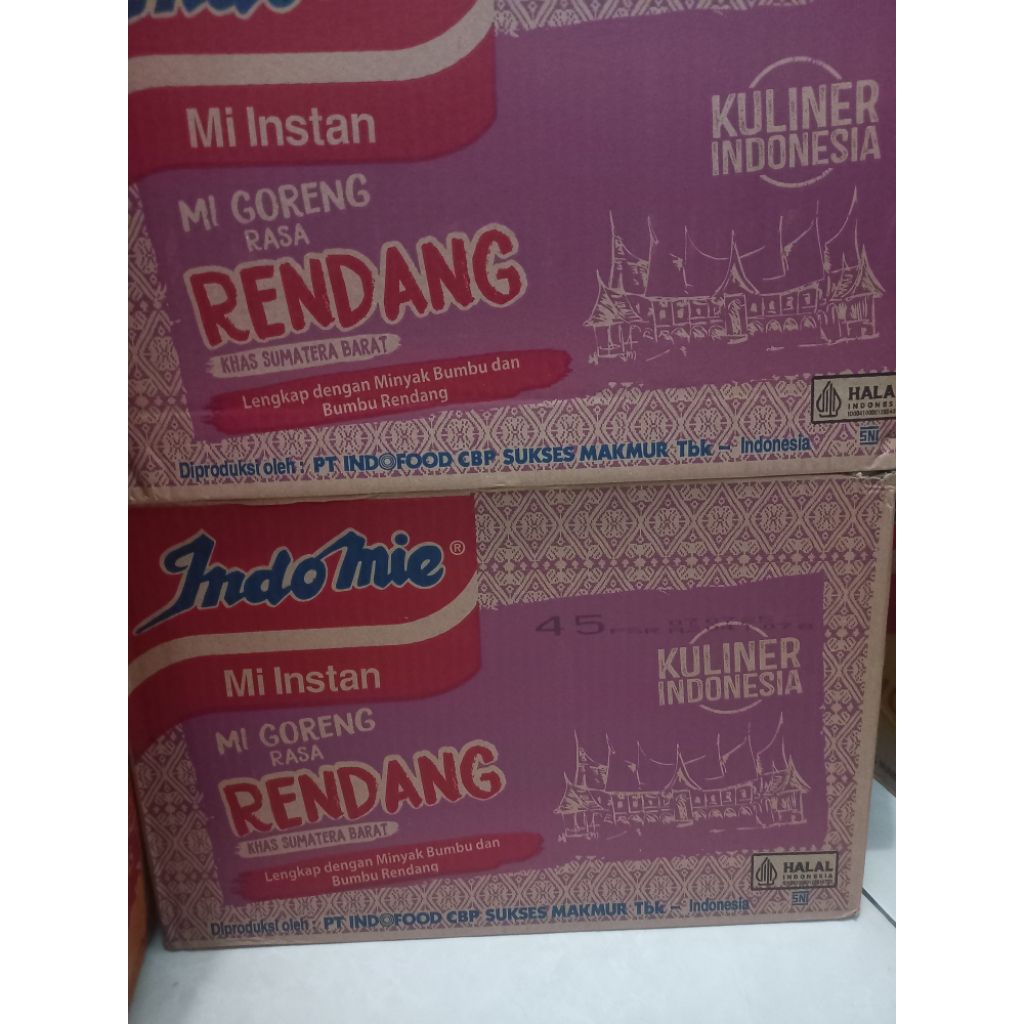 Mi Instan
KULINER
INDONESIA
MI GORENG
RASA
RENDANG
KHAS SUMATERA BARAT
Lengkap dengan Minyak Bumbu dan
Bumbu Rendang
HALA
INDONES
SNI
Diproduksi oleh : PT INDOFOOD CBP SUKSES MAKMUR Tbk – Indonesia
Indomie®
45
PSR
KULINER
INDONESIA
Mi Instan
MI GORENG
RASA
RENDANG
KHAS SUMATERA BARAT
Lengkap dengan Minyak Bumbu dan
Bumbu Rendang
HALAL
INDONESIA
SNI
Diproduksi oleh : PT INDOFOOD CBP SUKSES MAKMUR Tbk – Indonesia